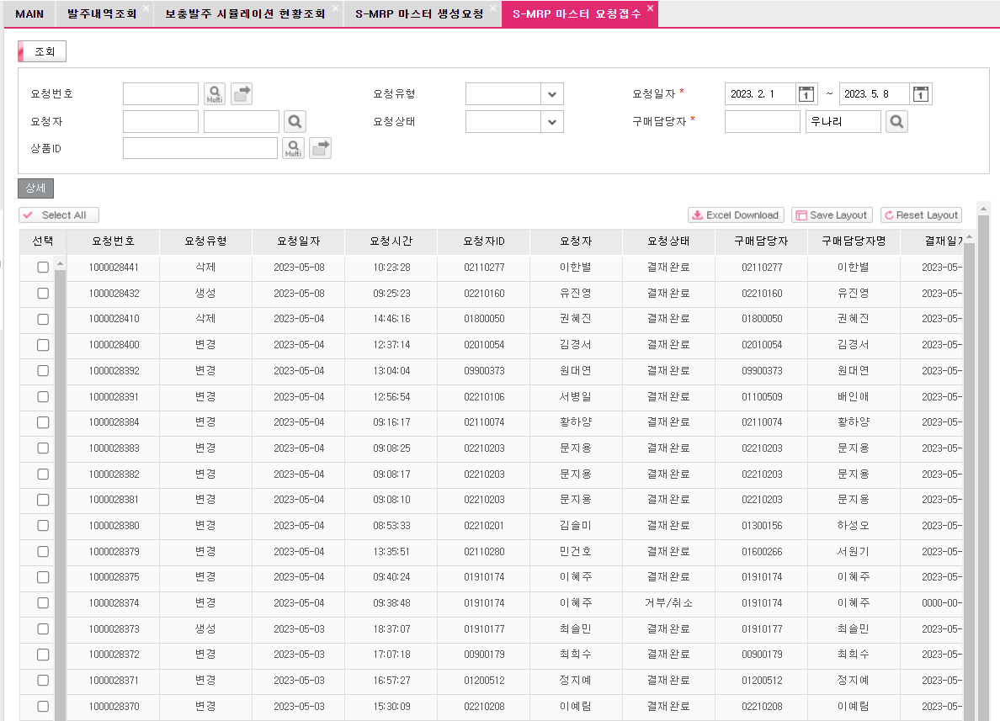 MAIN 발주내역조회 보충발주 시뮬레이션 현황조회 S-MRP 마스터 생성요청 S-MRP 마스터 요청접수
조회
요청번호 Multi 요청유형 요청일자 * 2023. 2. 1 1 ~ 2023. 5. 8 1
요청자 요청상태 구매담당자 * 우나리
상품ID Multi
상세
Select All Excel Download Save Layout Reset Layout
선택 요청번호 요청유형 요청일자 요청시간 요청자ID 요청자 요청상태 구매담당자 구매담당자명 결재일자
1000028441 삭제 2023-05-08 10:23:28 02110277 이한별 결재완료 02110277 이한별 2023-05-
1000028432 생성 2023-05-08 09:25:23 02210160 유진영 결재완료 02210160 유진영 2023-05-
1000028410 삭제 2023-05-04 14:46:16 01800050 권혜진 결재완료 01800050 권혜진 2023-05-
1000028400 변경 2023-05-04 12:37:14 02010054 김경서 결재완료 02010054 김경서 2023-05-
1000028392 변경 2023-05-04 13:04:04 09900373 원대연 결재완료 09900373 원대연 2023-05-
1000028391 변경 2023-05-04 12:56:54 02210106 서병일 결재완료 01100509 배인애 2023-05-
1000028384 변경 2023-05-04 09:16:17 02110074 황하양 결재완료 02110074 황하양 2023-05-
1000028383 변경 2023-05-04 09:08:25 02210203 문지용 결재완료 02210203 문지용 2023-05-
1000028382 변경 2023-05-04 09:08:17 02210203 문지용 결재완료 02210203 문지용 2023-05-
1000028381 변경 2023-05-04 09:08:10 02210203 문지용 결재완료 02210203 문지용 2023-05-
1000028380 변경 2023-05-04 08:53:33 02210201 김솔미 결재완료 01300156 하성오 2023-05-
1000028379 변경 2023-05-04 13:35:51 02110280 민건호 결재완료 01600266 서원기 2023-05-
1000028375 변경 2023-05-04 09:40:24 01910174 이혜주 결재완료 01910174 이혜주 2023-05-
1000028374 변경 2023-05-04 09:38:48 01910174 이혜주 거부/취소 01910174 이혜주 0000-00-
1000028373 생성 2023-05-03 18:37:07 01910177 최솔민 결재완료 01910177 최솔민 2023-05-
1000028372 변경 2023-05-03 17:07:18 00900179 최희수 결재완료 00900179 최희수 2023-05-
1000028371 변경 2023-05-03 16:57:27 01200512 정지예 결재완료 01200512 정지예 2023-05-
1000028370 변경 2023-05-03 15:30:09 02210208 이예림 결재완료 02210208 이예림 2023-05-